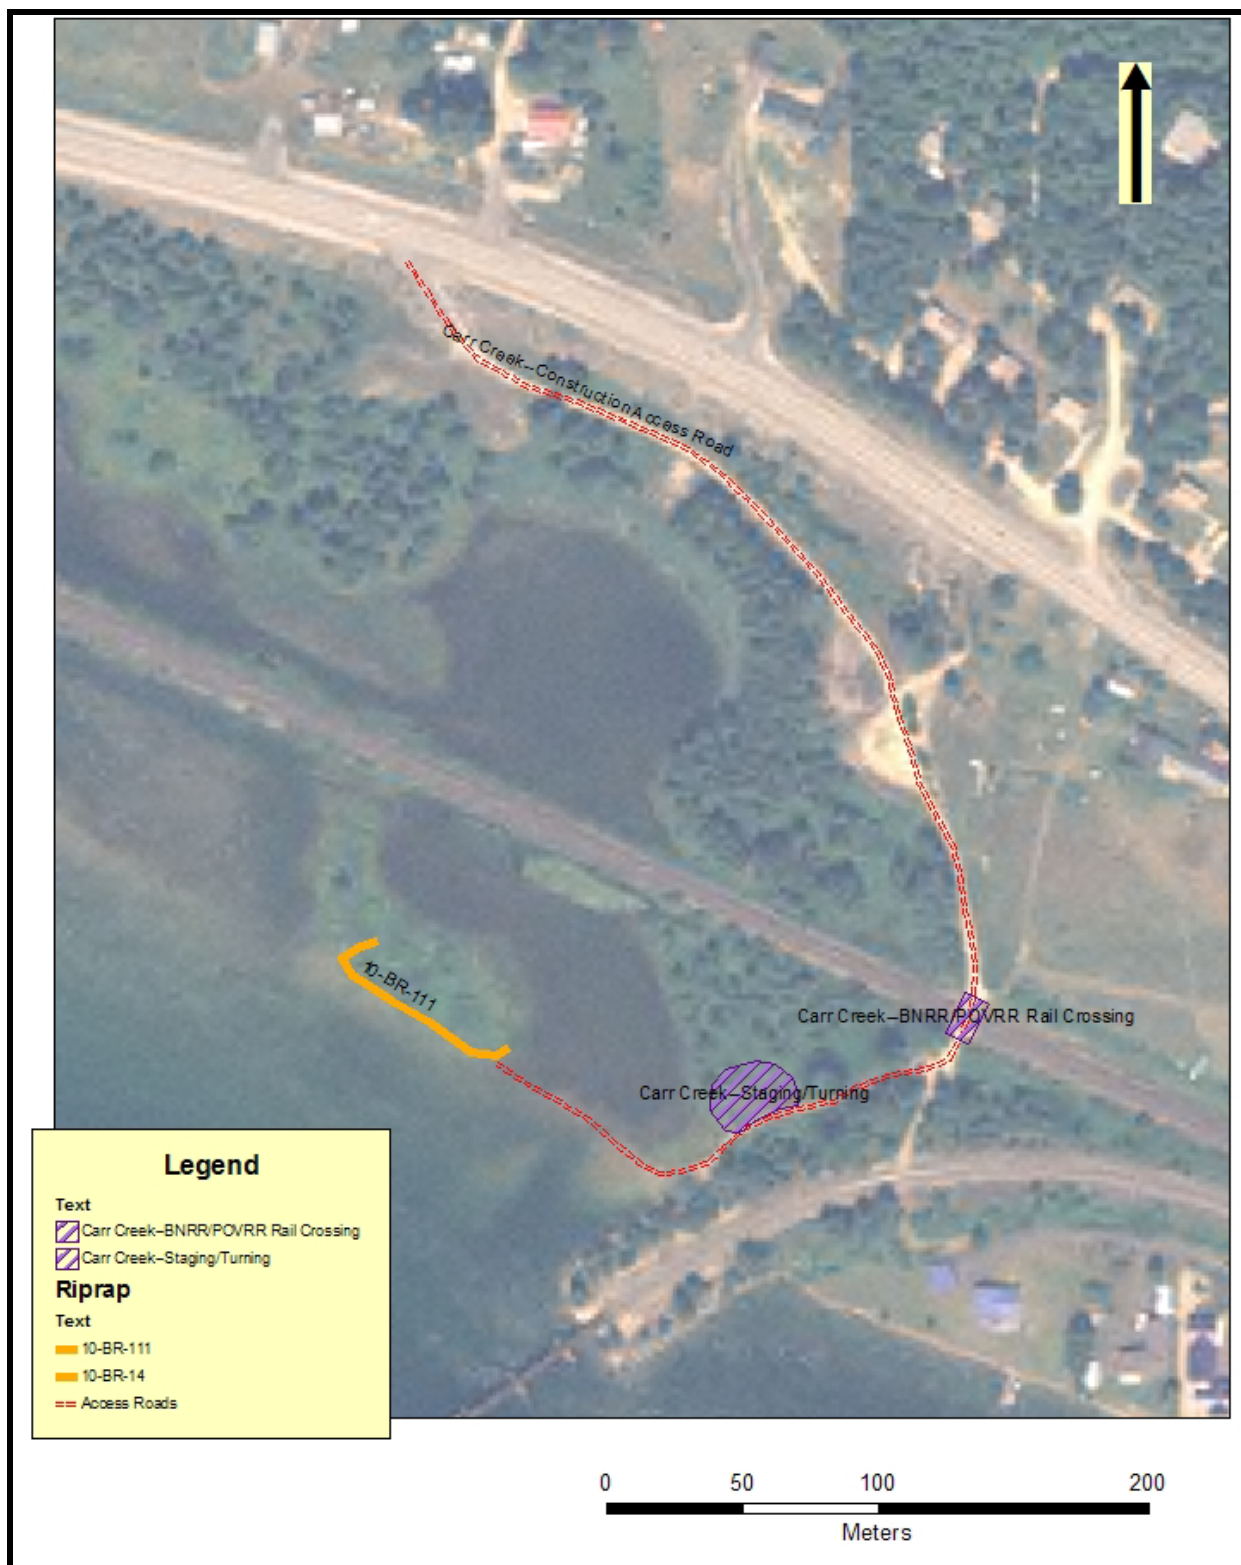 Carr Creek--Construction Access Road
10-BR-111
Carr Creek--BNRR/POVRR Rail Crossing
Carr Creek--Staging/Turning
Legend
Text
Carr Creek--BNRR/POVRR Rail Crossing
Carr Creek--Staging/Turning
Riprap
Text
10-BR-111
10-BR-14
Access Roads
0 50 100 200
Meters